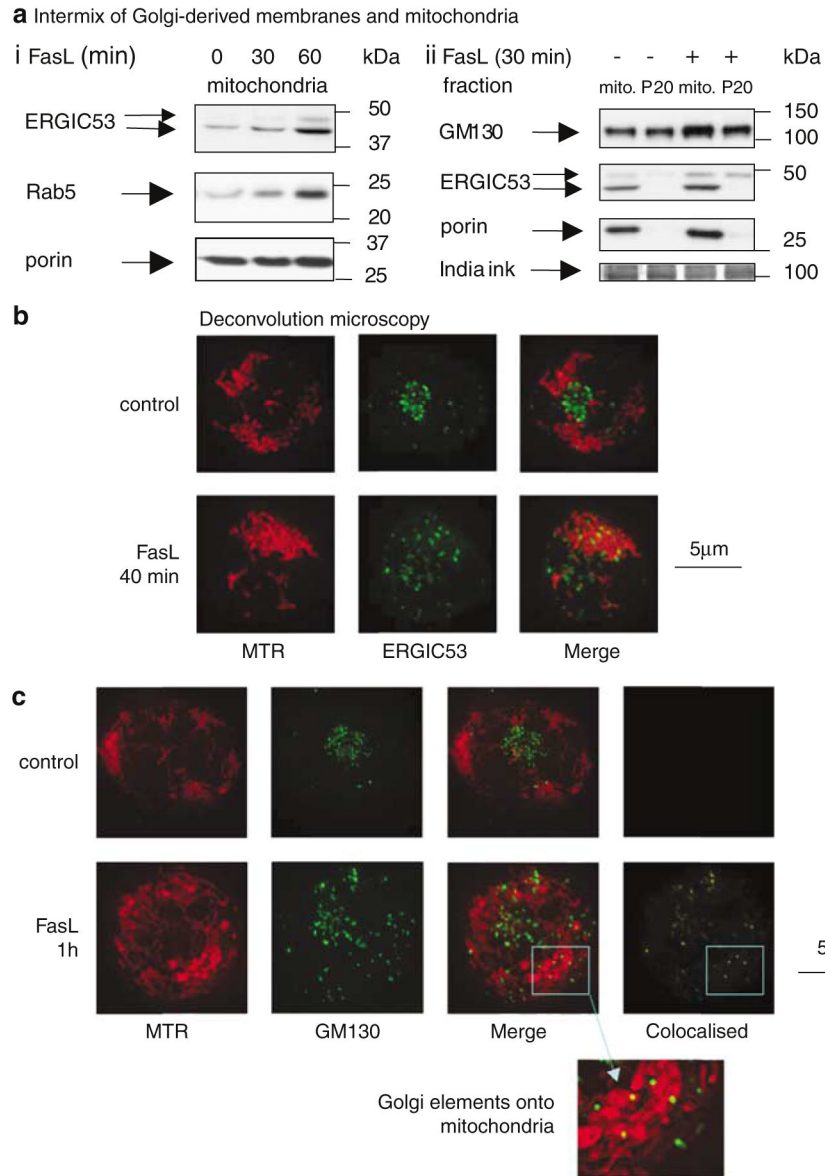 a Intermix of Golgi-derived membranes and mitochondria
i FasL (min) 0 30 60 kDa
mitochondria
ERGIC53
50
37
Rab5
25
20
porin
37
25
ii FasL (30 min) - - + + kDa
fraction mito. P20 mito. P20
GM130
150
100
ERGIC53
50
porin
25
India ink
100
b
Deconvolution microscopy
control
FasL
40 min
5μm
MTR ERGIC53 Merge
c
control
FasL
1h
5
MTR GM130 Merge Colocalised
Golgi elements onto
mitochondria